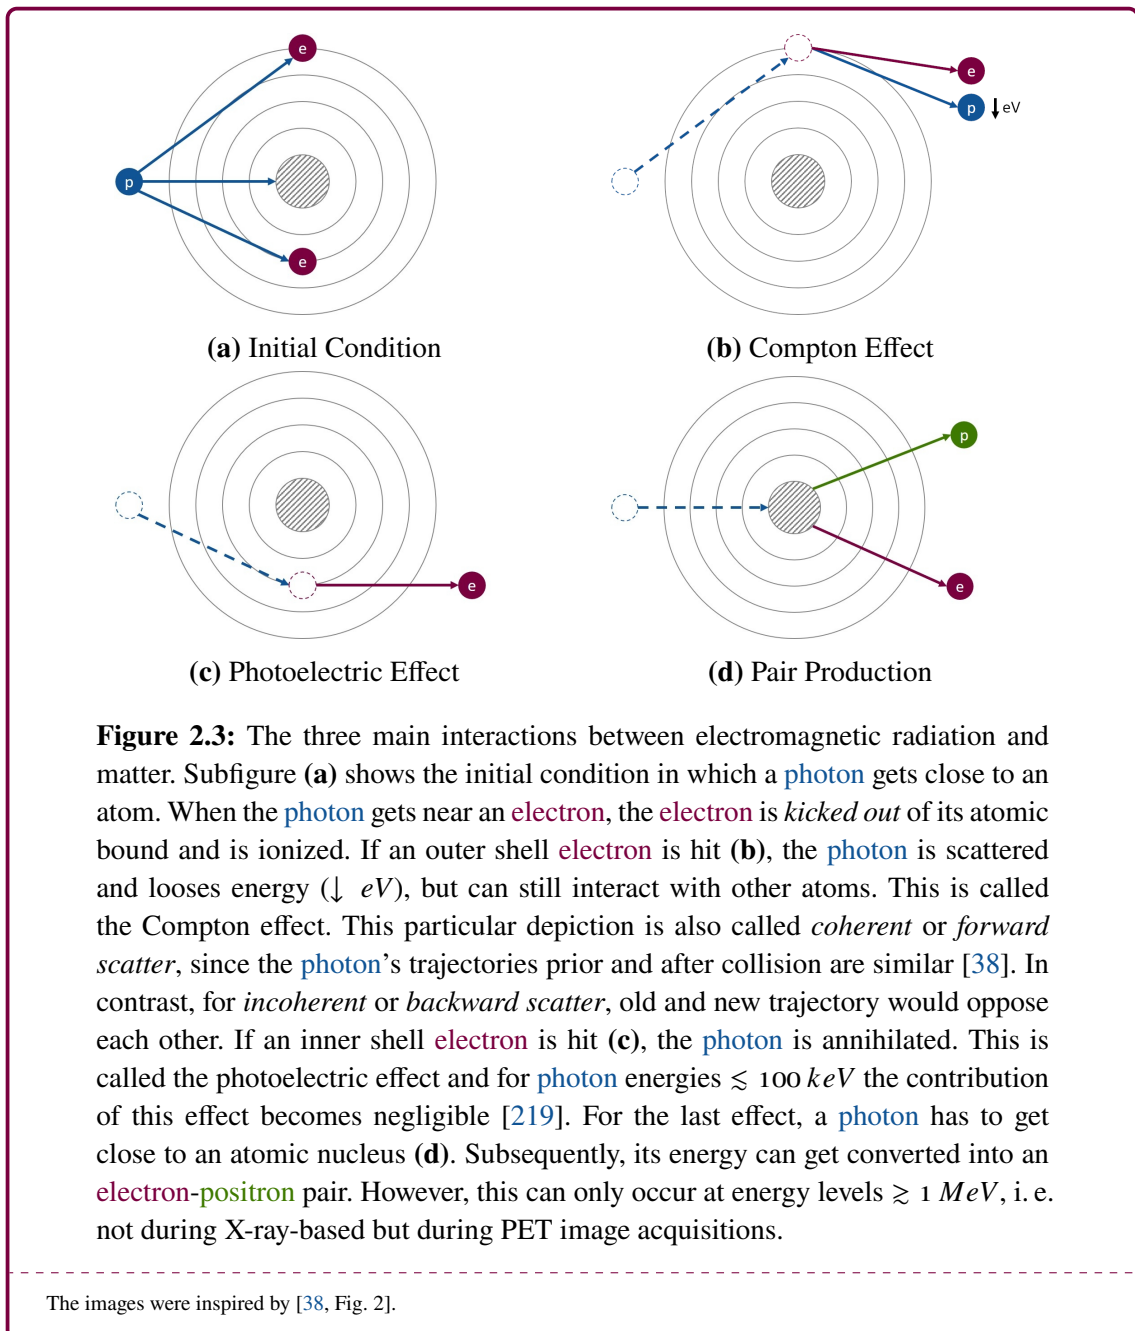 e
p
e
e
p
eV
(a) Initial Condition
(b) Compton Effect
e
p
e
(c) Photoelectric Effect
(d) Pair Production
Figure 2.3: The three main interactions between electromagnetic radiation and
matter. Subfigure (a) shows the initial condition in which a photon gets close to an
atom. When the photon gets near an electron, the electron is kicked out of its atomic
bound and is ionized. If an outer shell electron is hit (b), the photon is scattered
and looses energy (↓ eV), but can still interact with other atoms. This is called
the Compton effect. This particular depiction is also called coherent or forward
scatter, since the photon's trajectories prior and after collision are similar [38]. In
contrast, for incoherent or backward scatter, old and new trajectory would oppose
each other. If an inner shell electron is hit (c), the photon is annihilated. This is
called the photoelectric effect and for photon energies ≲ 100 keV the contribution
of this effect becomes negligible [219]. For the last effect, a photon has to get
close to an atomic nucleus (d). Subsequently, its energy can get converted into an
electron-positron pair. However, this can only occur at energy levels ≳ 1 MeV, i. e.
not during X-ray-based but during PET image acquisitions.
The images were inspired by [38, Fig. 2].